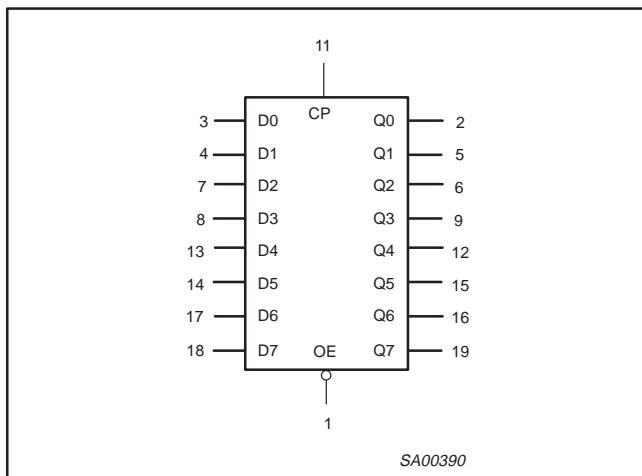 11
CP
3 D0 Q0 2
4 D1 Q1 5
7 D2 Q2 6
8 D3 Q3 9
13 D4 Q4 12
14 D5 Q5 15
17 D6 Q6 16
18 D7 OE Q7 19
1
SA00390